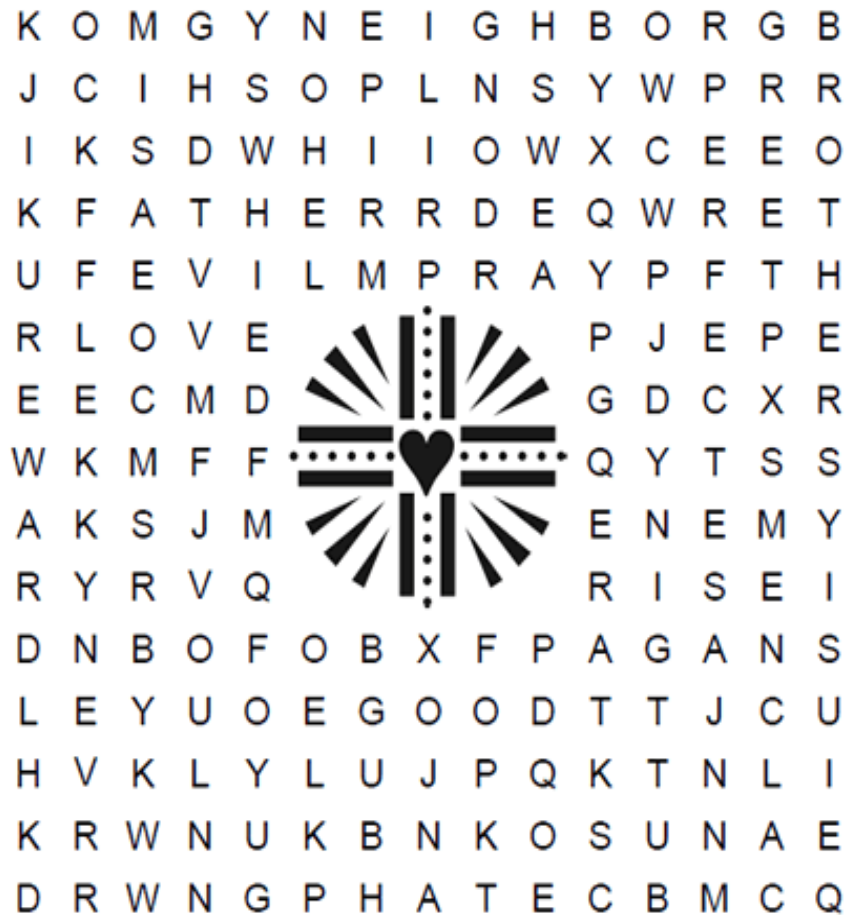 K O M G Y N E I G H B O R G B
J C I H S O P L N S Y W P R R
I K S D W H I I O W X C E E O
K F A T H E R R D E Q W R E T
U F E V I L M P R A Y P F T H
R L O V E P J E P E
E E C M D G D C X R
W K M F F Q Y T S S
A K S J M E N E M Y
R Y R V Q R I S E I
D N B O F O B X F P A G A N S
L E Y U O E G O O D T T J C U
H V K L Y L U J P Q K T N L I
K R W N U K B N K O S U N A E
D R W N G P H A T E C B M C Q